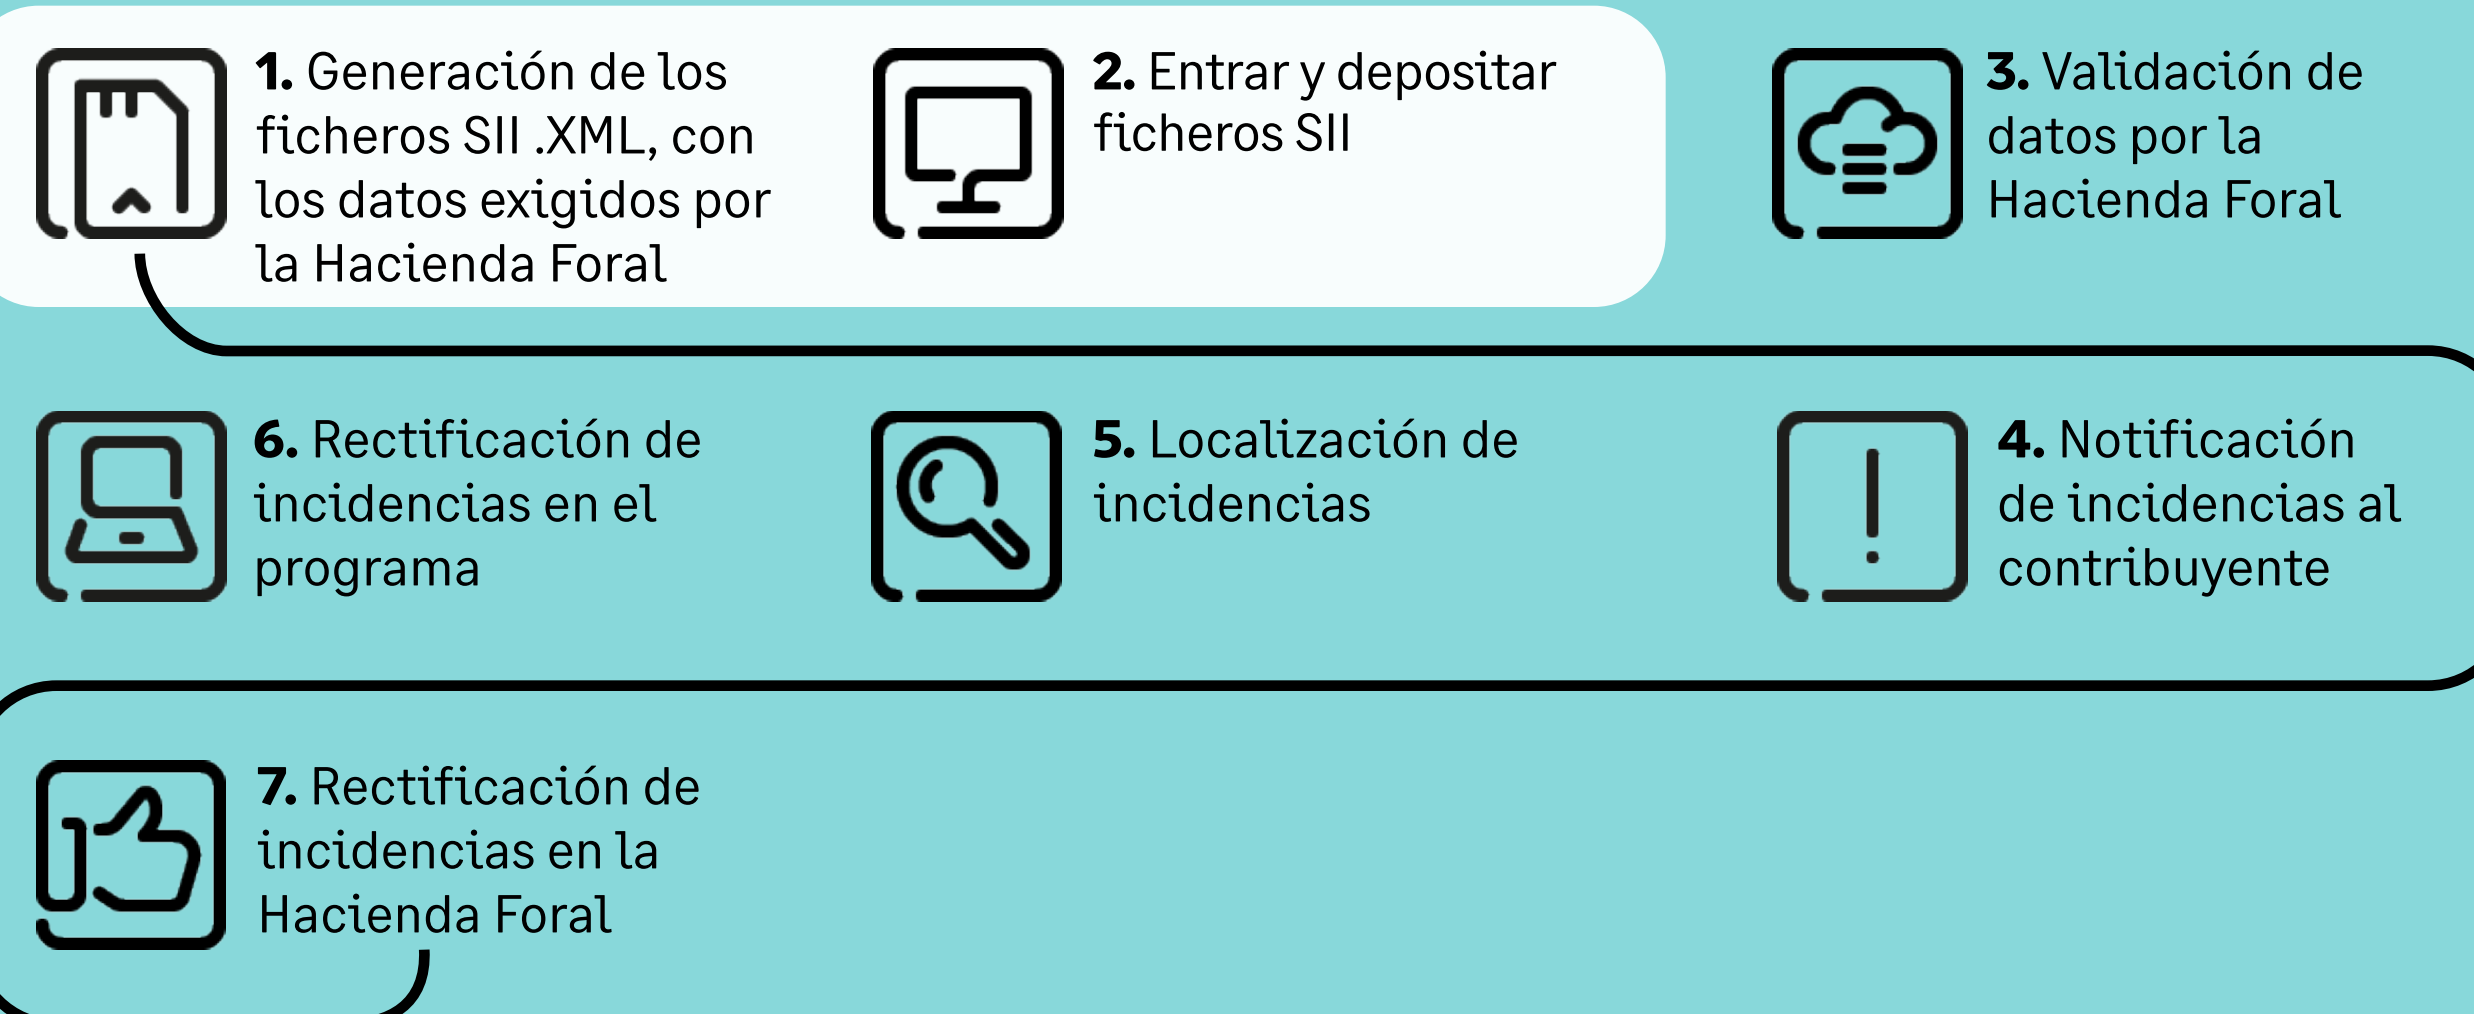 1. Generación de los
ficheros SII .XML, con
los datos exigidos por
la Hacienda Foral
2. Entrar y depositar
ficheros SII
3. Validación de
datos por la
Hacienda Foral
4. Notificación
de incidencias al
contribuyente
5. Localización de
incidencias
6. Rectificación de
incidencias en el
programa
7. Rectificación de
incidencias en la
Hacienda Foral